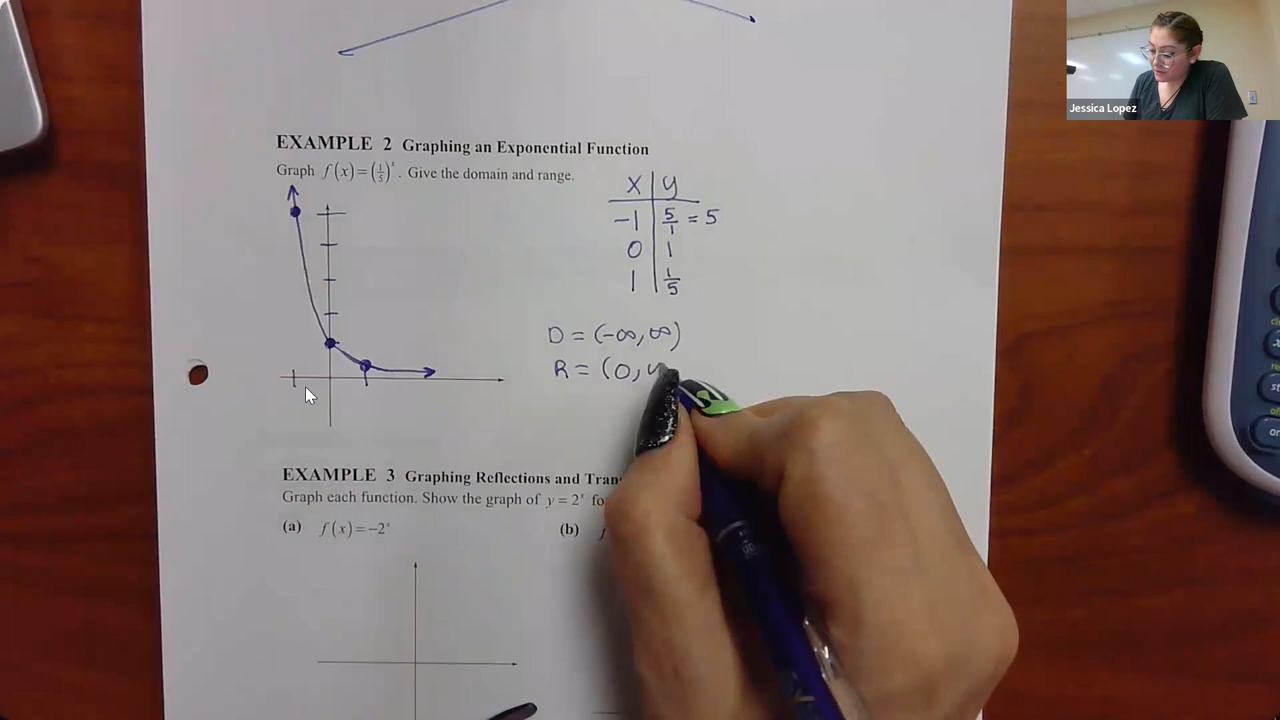 Jessica Lopez
EXAMPLE 2 Graphing an Exponential Function
Graph f(x)=(1/5)^x. Give the domain and range.
x | y
-1 | 5/1 = 5
0 | 1
1 | 1/5
D = (-∞, ∞)
R = (0,
EXAMPLE 3 Graphing Reflections and
Graph each function. Show the graph of y = 2^x
(a) f(x)=-2^x
(b)